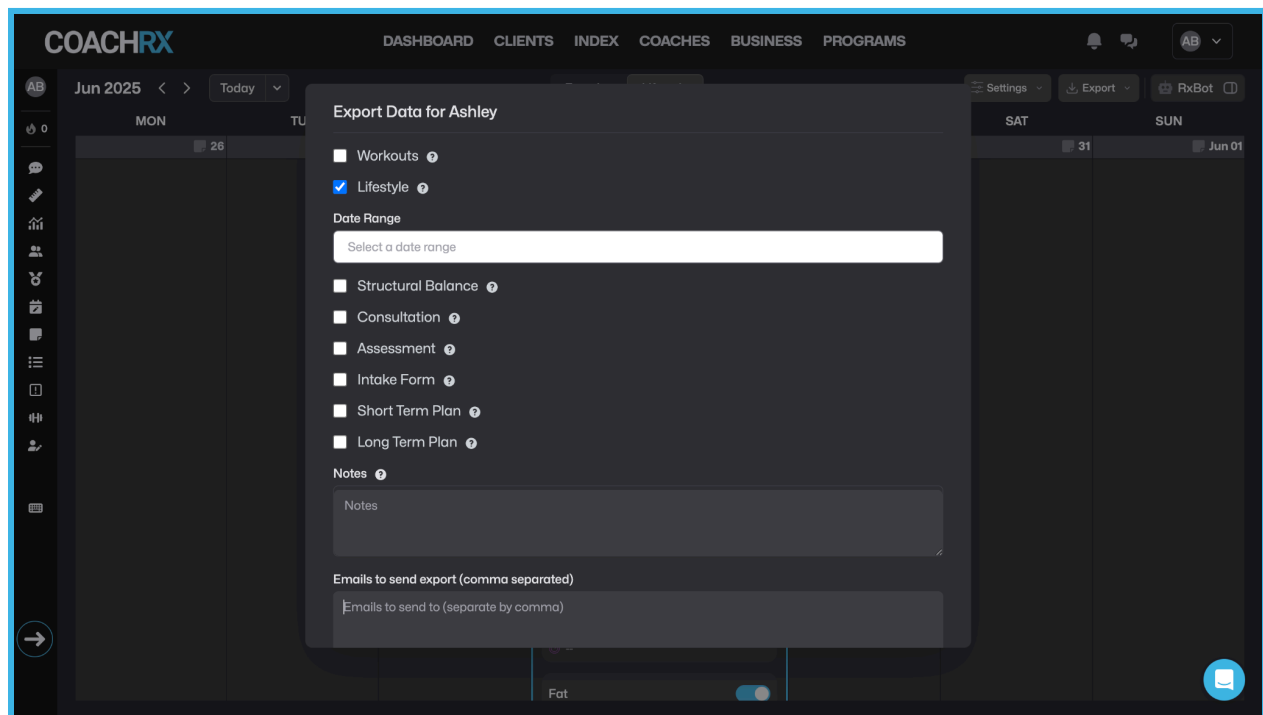 COACHRX
DASHBOARD CLIENTS INDEX COACHES BUSINESS PROGRAMS
AB
AB
Jun 2025
Today
Settings
Export
RxBot
0
MON
TU
SAT
SUN
26
31
Jun 01
Export Data for Ashley
Workouts ?
Lifestyle ?
Date Range
Select a date range
Structural Balance ?
Consultation ?
Assessment ?
Intake Form ?
Short Term Plan ?
Long Term Plan ?
Notes ?
Notes
Emails to send export (comma separated)
Emails to send to (separate by comma)
Fat